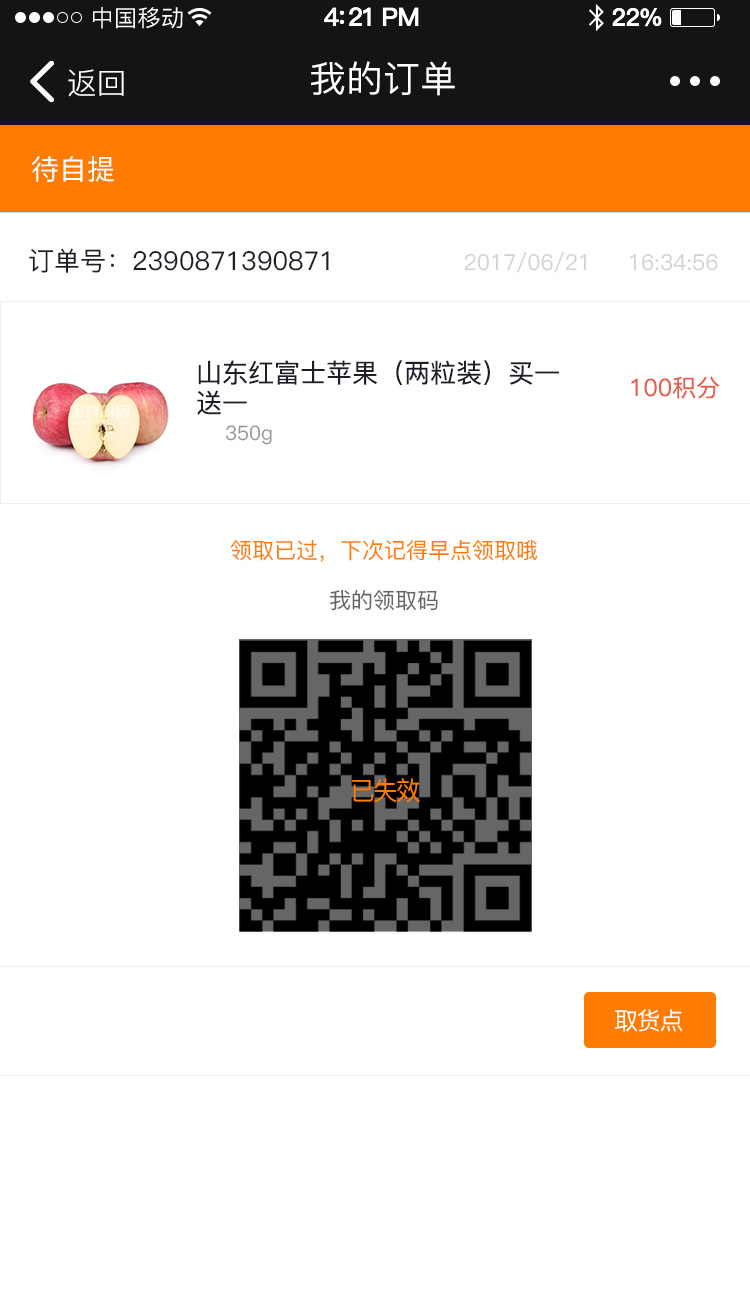 中国移动 4:21 PM 22%
返回 我的订单
待自提
订单号：2390871390871 2017/06/21 16:34:56
山东红富士苹果（两粒装）买一
送一
100积分
350g
领取已过，下次记得早点领取哦
我的领取码
已失效
取货点